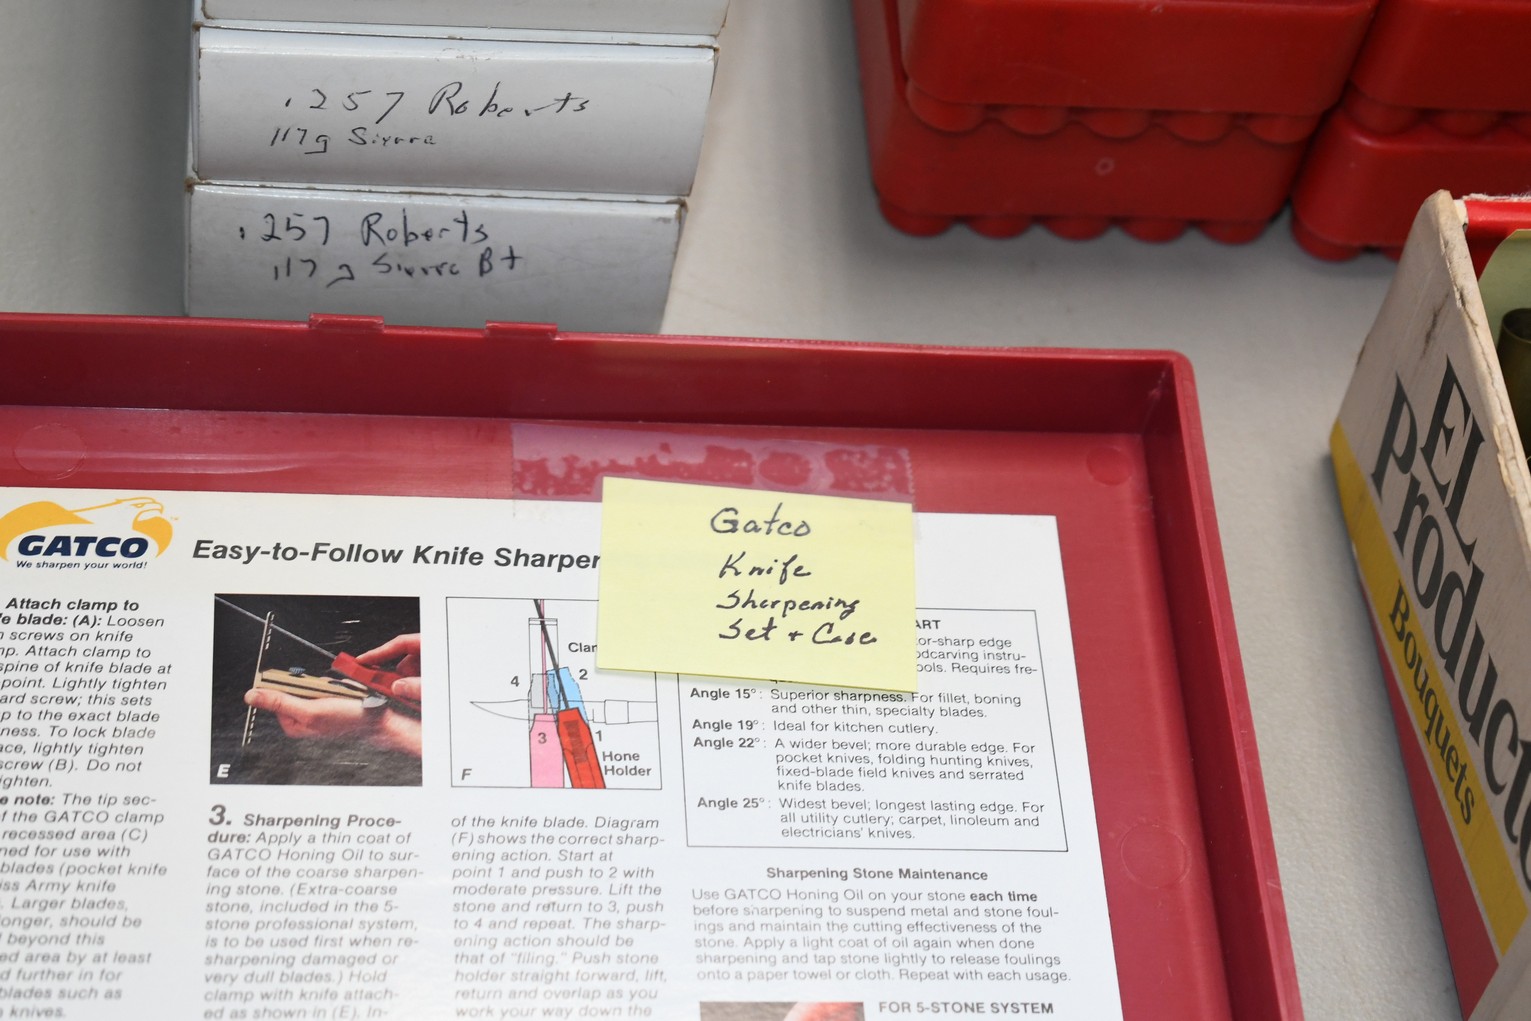 .257 Roberts
117g Sierra
.257 Roberts
117g Sierra Bt
EL
Product
Bouquets
GATCO
We sharpen your world!
Easy-to-Follow Knife Sharpen
Gatco
Knife
Sharpening
Set + Case
Attach clamp to
blade: (A): Loosen
screws on knife
Attach clamp to
spine of knife blade at
point. Lightly tighten
ard screw; this sets
to the exact blade
ness. To lock blade
lightly tighten
screw (B). Do not
note: The tip sec-
the GATCO clamp
recessed area (C)
for use with
blades (pocket knife
Army knife
Larger blades,
should be
beyond this
area by at least
further in for
blades such as
knives.
E
3. Sharpening Proce-
dure: Apply a thin coat of
GATCO Honing Oil to sur-
face of the coarse sharpen-
ing stone. (Extra-coarse
stone, included in the 5-
stone professional system,
is to be used first when re-
sharpening damaged or
very dull blades.) Hold
clamp with knife attach-
ed as shown in (E). In-
Clam
4
2
3
1
Hone
Holder
F
of the knife blade. Diagram
(F) shows the correct sharp-
ening action. Start at
point 1 and push to 2 with
moderate pressure. Lift the
stone and return to 3, push
to 4 and repeat. The sharp-
ening action should be
that of "filing." Push stone
holder straight forward, lift,
return and overlap as you
work your way down the
ART
or-sharp edge
dcarving instru-
ools. Requires fre-
Angle 15°: Superior sharpness. For fillet, boning
and other thin, specialty blades.
Angle 19°: Ideal for kitchen cutlery.
Angle 22°: A wider bevel; more durable edge. For
pocket knives, folding hunting knives,
fixed-blade field knives and serrated
knife blades.
Angle 25°: Widest bevel; longest lasting edge. For
all utility cutlery; carpet, linoleum and
electricians' knives.
Sharpening Stone Maintenance
Use GATCO Honing Oil on your stone each time
before sharpening to suspend metal and stone foul-
ings and maintain the cutting effectiveness of the
stone. Apply a light coat of oil again when done
sharpening and tap stone lightly to release foulings
onto a paper towel or cloth. Repeat with each usage.
FOR 5-STONE SYSTEM